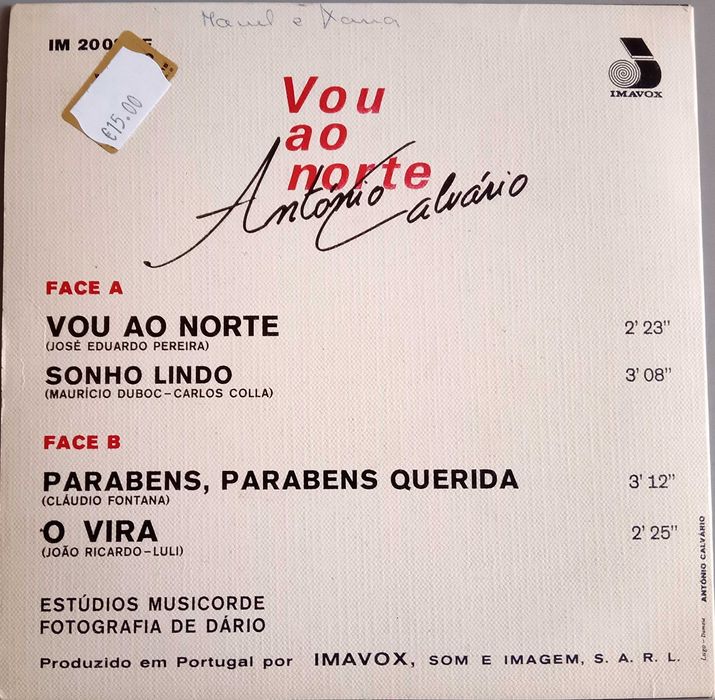 Manel e Xana
IM 200
€15.00
IMAVOX
Vou
ao
norte
António Calvário
FACE A
VOU AO NORTE 2' 23"
(JOSÉ EDUARDO PEREIRA)
SONHO LINDO 3' 08"
(MAURÍCIO DUBOC-CARLOS COLLA)
FACE B
PARABENS, PARABENS QUERIDA 3' 12"
(CLÁUDIO FONTANA)
O VIRA 2' 25"
(JOÃO RICARDO-LULI)
ESTÚDIOS MUSICORDE
FOTOGRAFIA DE DÁRIO
Produzido em Portugal por IMAVOX, SOM E IMAGEM, S. A. R. L.
ANTÓNIO CALVÁRIO